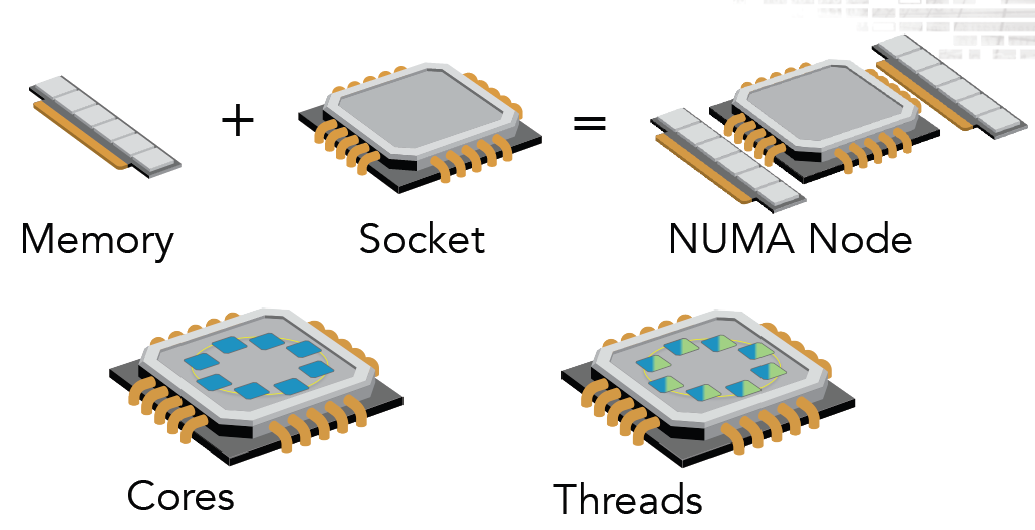 +
=
Memory
Socket
NUMA Node
Cores
Threads